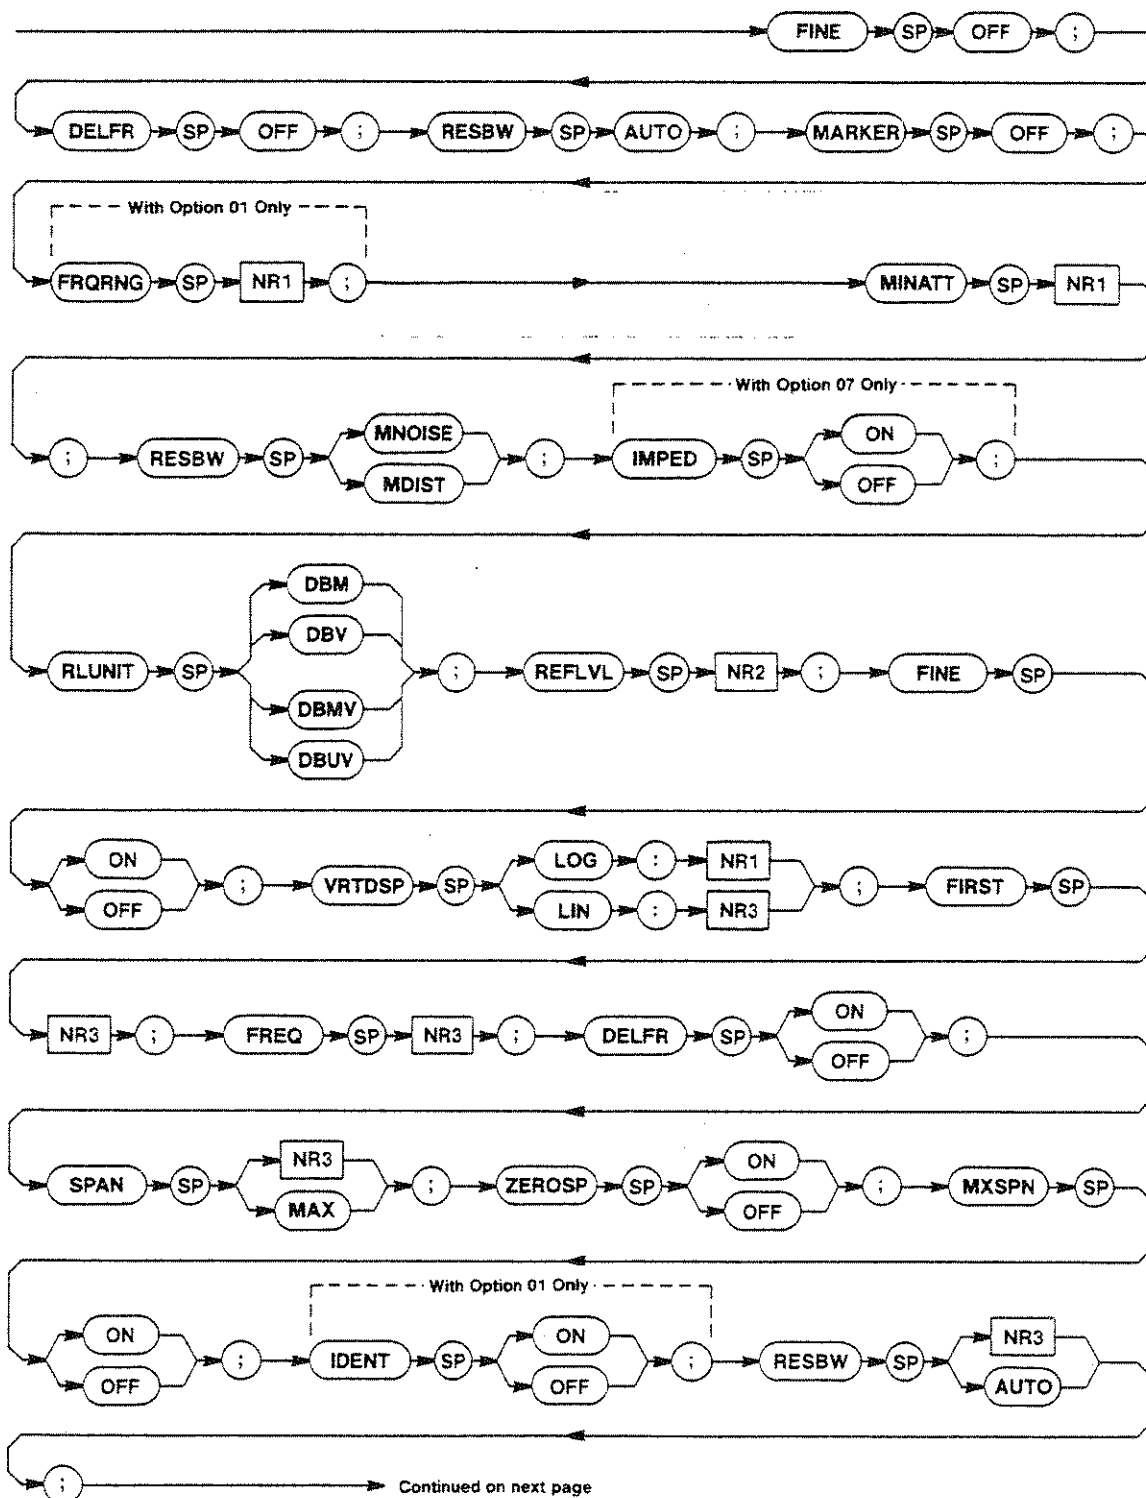 FINE SP OFF ;
DELFR SP OFF ; RESBW SP AUTO ; MARKER SP OFF ;
With Option 01 Only
FRQRNG SP NR1 ; MINATT SP NR1
With Option 07 Only
; RESBW SP MNOISE MDIST ; IMPED SP ON OFF ;
RLUNIT SP DBM DBV DBMV DBUV ; REFLVL SP NR2 ; FINE SP
ON OFF ; VRTDSP SP LOG : NR1 LIN : NR3 ; FIRST SP
NR3 ; FREQ SP NR3 ; DELFR SP ON OFF ;
SPAN SP NR3 MAX ; ZEROSP SP ON OFF ; MXSPN SP
With Option 01 Only
ON OFF ; IDENT SP ON OFF ; RESBW SP NR3 AUTO
; Continued on next page